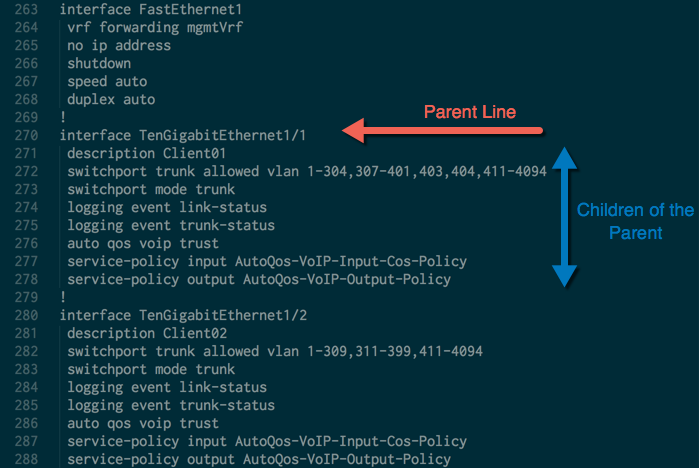 263 interface FastEthernet1
264 vrf forwarding mgmtVrf
265 no ip address
266 shutdown
267 speed auto
268 duplex auto
269 !
Parent Line
270 interface TenGigabitEthernet1/1
271 description Client01
272 switchport trunk allowed vlan 1-304,307-401,403,404,411-4094
273 switchport mode trunk
274 logging event link-status
275 logging event trunk-status
276 auto qos voip trust
277 service-policy input AutoQos-VoIP-Input-Cos-Policy
278 service-policy output AutoQos-VoIP-Output-Policy
Children of the
Parent
279 !
280 interface TenGigabitEthernet1/2
281 description Client02
282 switchport trunk allowed vlan 1-309,311-399,411-4094
283 switchport mode trunk
284 logging event link-status
285 logging event trunk-status
286 auto qos voip trust
287 service-policy input AutoQos-VoIP-Input-Cos-Policy
288 service-policy output AutoQos-VoIP-Output-Policy